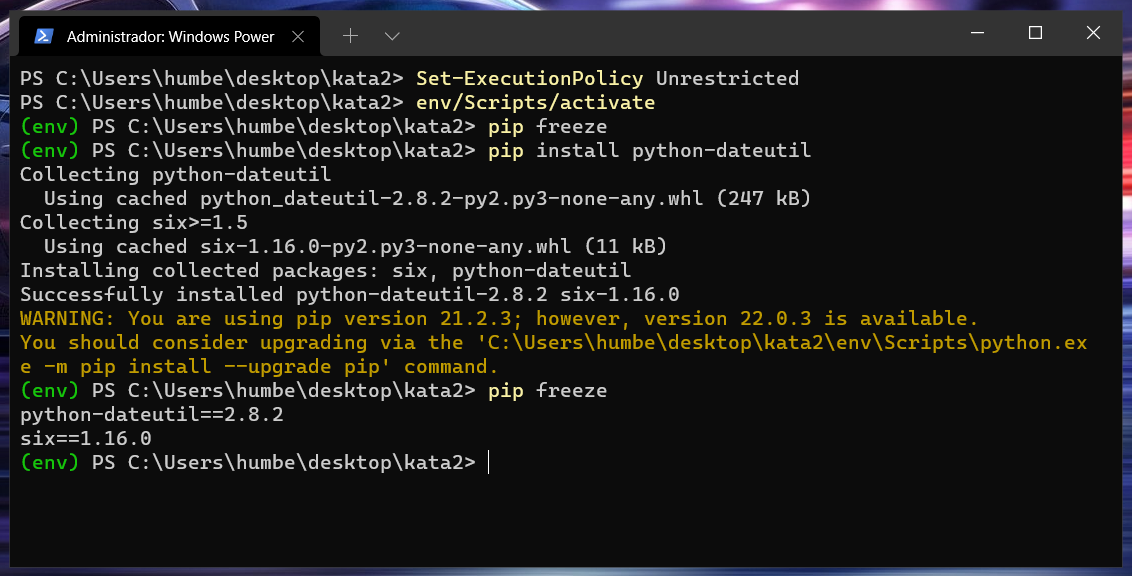 Administrador: Windows Power
PS C:\Users\humbe\desktop\kata2> Set-ExecutionPolicy Unrestricted
PS C:\Users\humbe\desktop\kata2> env/Scripts/activate
(env) PS C:\Users\humbe\desktop\kata2> pip freeze
(env) PS C:\Users\humbe\desktop\kata2> pip install python-dateutil
Collecting python-dateutil
  Using cached python_dateutil-2.8.2-py2.py3-none-any.whl (247 kB)
Collecting six>=1.5
  Using cached six-1.16.0-py2.py3-none-any.whl (11 kB)
Installing collected packages: six, python-dateutil
Successfully installed python-dateutil-2.8.2 six-1.16.0
WARNING: You are using pip version 21.2.3; however, version 22.0.3 is available.
You should consider upgrading via the 'C:\Users\humbe\desktop\kata2\env\Scripts\python.ex
e -m pip install --upgrade pip' command.
(env) PS C:\Users\humbe\desktop\kata2> pip freeze
python-dateutil==2.8.2
six==1.16.0
(env) PS C:\Users\humbe\desktop\kata2>